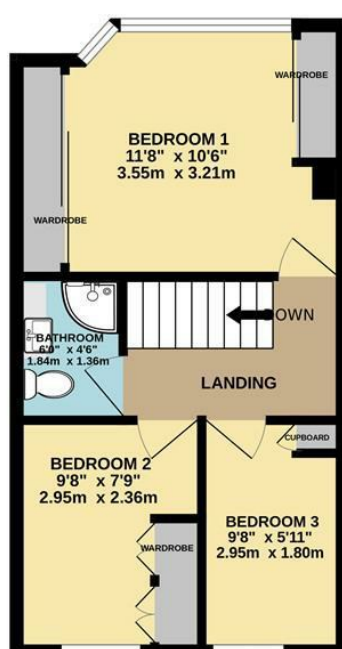 WARDROBE
BEDROOM 1
11'8" x 10'6"
3.55m x 3.21m
WARDROBE
DOWN
BATHROOM
6'0" x 4'6"
1.84m x 1.36m
LANDING
CUPBOARD
BEDROOM 2
9'8" x 7'9"
2.95m x 2.36m
WARDROBE
BEDROOM 3
9'8" x 5'11"
2.95m x 1.80m